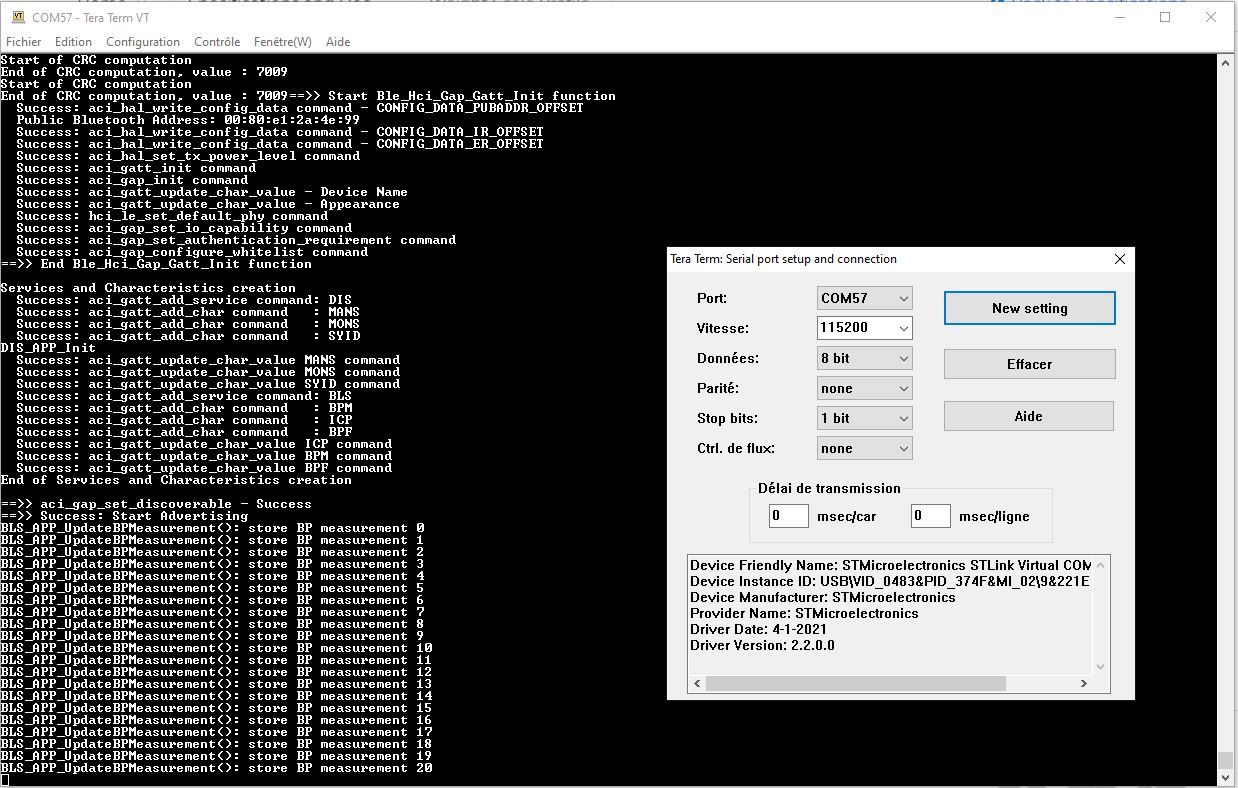 COM57 - Tera Term VT
Fichier Edition Configuration Contrôle Fenêtre(W) Aide
Start of CRC computation
End of CRC computation, value : 7009
Start of CRC computation
End of CRC computation, value : 7009==>> Start Ble_Hci_Gap_Gatt_Init function
Success: aci_hal_write_config_data command - CONFIG_DATA_PUBADDR_OFFSET
Public Bluetooth Address: 00:80:e1:2a:4e:99
Success: aci_hal_write_config_data command - CONFIG_DATA_IR_OFFSET
Success: aci_hal_write_config_data command - CONFIG_DATA_ER_OFFSET
Success: aci_hal_set_tx_power_level command
Success: aci_gatt_init command
Success: aci_gap_init command
Success: aci_gatt_update_char_value - Device Name
Success: aci_gatt_update_char_value - Appearance
Success: hci_le_set_default_phy command
Success: aci_gap_set_io_capability command
Success: aci_gap_set_authentication_requirement command
Success: aci_gap_configure_whitelist command
==>> End Ble_Hci_Gap_Gatt_Init function
Services and Characteristics creation
Success: aci_gatt_add_service command: DIS
Success: aci_gatt_add_char command   : MANS
Success: aci_gatt_add_char command   : MONS
Success: aci_gatt_add_char command   : SYID
DIS_APP_Init
Success: aci_gatt_update_char_value MANS command
Success: aci_gatt_update_char_value MONS command
Success: aci_gatt_update_char_value SYID command
Success: aci_gatt_add_service command: BLS
Success: aci_gatt_add_char command   : BPM
Success: aci_gatt_add_char command   : ICP
Success: aci_gatt_add_char command   : BPF
Success: aci_gatt_update_char_value ICP command
Success: aci_gatt_update_char_value BPM command
Success: aci_gatt_update_char_value BPF command
End of Services and Characteristics creation
==>> aci_gap_set_discoverable - Success
==>> Success: Start Advertising
BLS_APP_UpdateBPMeasurement(): store BP measurement 0
BLS_APP_UpdateBPMeasurement(): store BP measurement 1
BLS_APP_UpdateBPMeasurement(): store BP measurement 2
BLS_APP_UpdateBPMeasurement(): store BP measurement 3
BLS_APP_UpdateBPMeasurement(): store BP measurement 4
BLS_APP_UpdateBPMeasurement(): store BP measurement 5
BLS_APP_UpdateBPMeasurement(): store BP measurement 6
BLS_APP_UpdateBPMeasurement(): store BP measurement 7
BLS_APP_UpdateBPMeasurement(): store BP measurement 8
BLS_APP_UpdateBPMeasurement(): store BP measurement 9
BLS_APP_UpdateBPMeasurement(): store BP measurement 10
BLS_APP_UpdateBPMeasurement(): store BP measurement 11
BLS_APP_UpdateBPMeasurement(): store BP measurement 12
BLS_APP_UpdateBPMeasurement(): store BP measurement 13
BLS_APP_UpdateBPMeasurement(): store BP measurement 14
BLS_APP_UpdateBPMeasurement(): store BP measurement 15
BLS_APP_UpdateBPMeasurement(): store BP measurement 16
BLS_APP_UpdateBPMeasurement(): store BP measurement 17
BLS_APP_UpdateBPMeasurement(): store BP measurement 18
BLS_APP_UpdateBPMeasurement(): store BP measurement 19
BLS_APP_UpdateBPMeasurement(): store BP measurement 20
Tera Term: Serial port setup and connection
Port: COM57
New setting
Vitesse: 115200
Données: 8 bit
Effacer
Parité: none
Stop bits: 1 bit
Aide
Ctrl. de flux: none
Délai de transmission
0 msec/car 0 msec/ligne
Device Friendly Name: STMicroelectronics STLink Virtual COM
Device Instance ID: USB\VID_0483&PID_374F&MI_02\9&221E
Device Manufacturer: STMicroelectronics
Provider Name: STMicroelectronics
Driver Date: 4-1-2021
Driver Version: 2.2.0.0